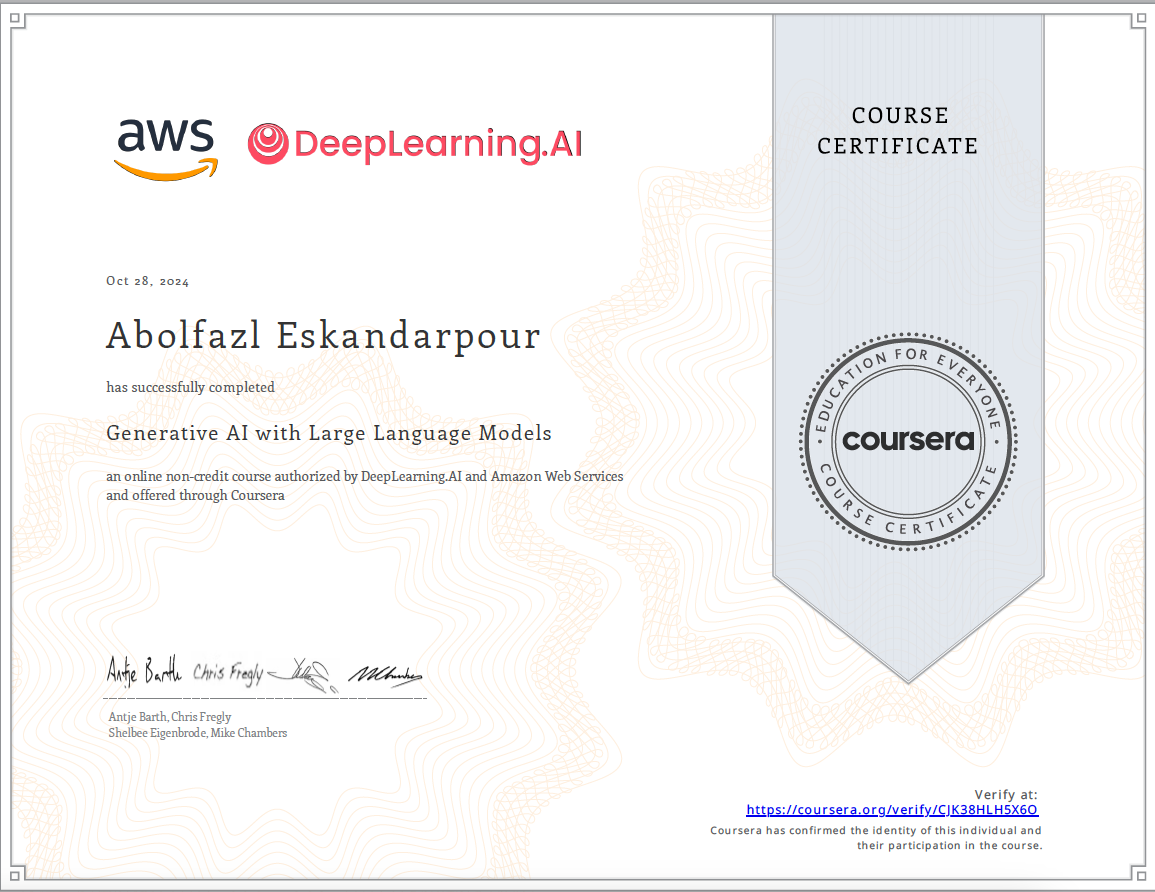 aws DeepLearning.AI
COURSE
CERTIFICATE
Oct 28, 2024
Abolfazl Eskandarpour
has successfully completed
Generative AI with Large Language Models
an online non-credit course authorized by DeepLearning.AI and Amazon Web Services
and offered through Coursera
EDUCATION FOR EVERYONE
coursera
COURSE CERTIFICATE
Antje Barth Chris Fregly
Antje Barth, Chris Fregly
Shelbee Eigenbrode, Mike Chambers
Verify at:
https://coursera.org/verify/CJK38HLH5X6O
Coursera has confirmed the identity of this individual and
their participation in the course.